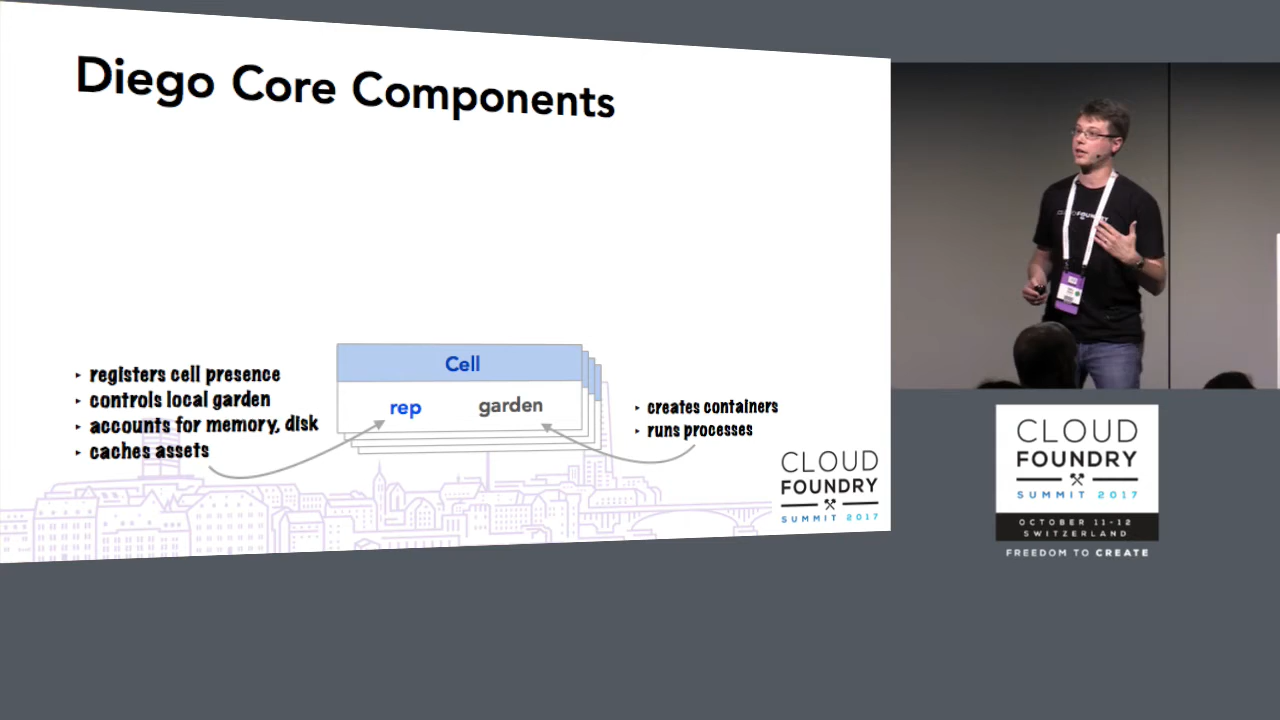 Diego Core Components
registers cell presence
controls local garden
accounts for memory, disk
caches assets
Cell
rep
garden
creates containers
runs processes
CLOUD
FOUNDRY
SUMMIT 2017
CLOUD
FOUNDRY
SUMMIT 2017
OCTOBER 11-12
SWITZERLAND
FREEDOM TO CREATE